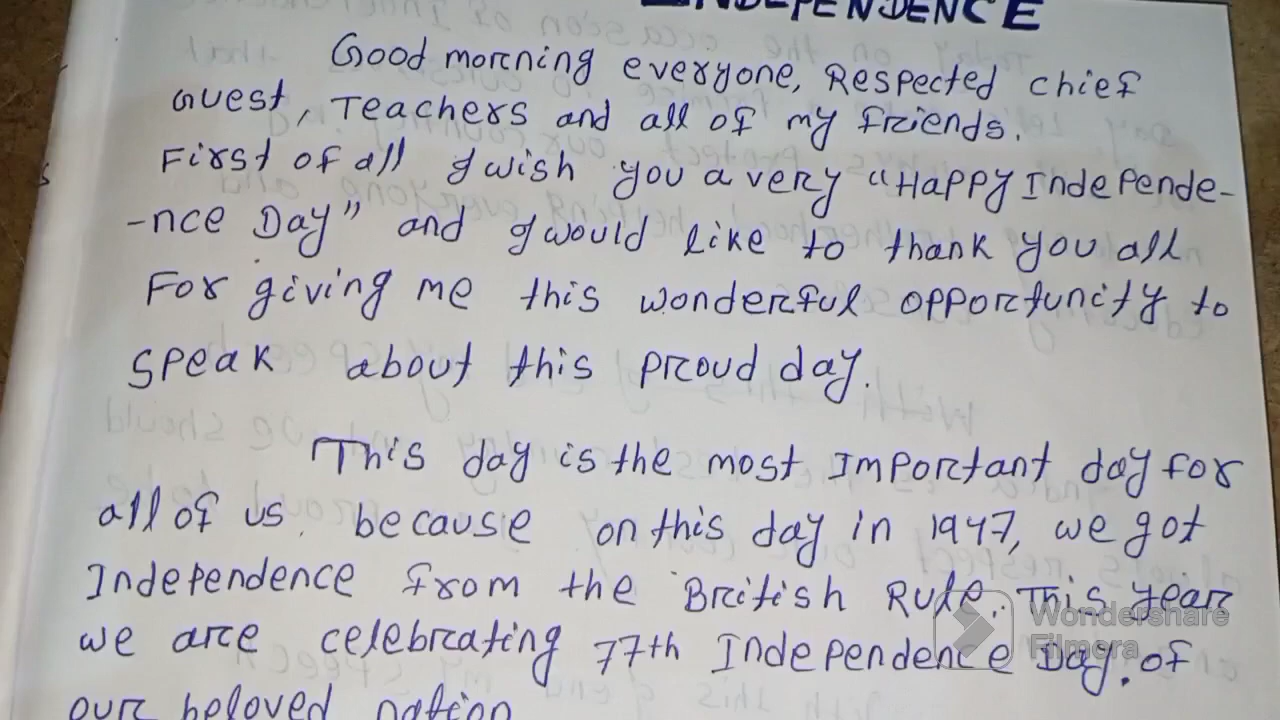 INDEPENDENCE
Good morning everyone, Respected chief
Guest, Teachers and all of my friends.
First of all I wish you a very "Happy Independe-
-nce Day" and I would like to thank you all
For giving me this wonderful opportunity to
speak about this proud day.
This day is the most Important day for
all of us because on this day in 1947, we got
Independence from the British Rule. This year
we are celebrating 77th Independence Day. of
our beloved nation
Wondershare
Filmora